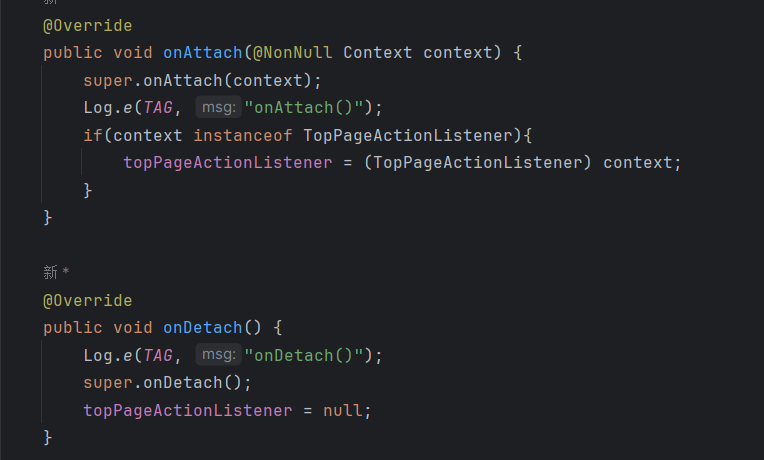 新*
@Override
public void onAttach(@NonNull Context context) {
super.onAttach(context);
Log.e(TAG, msg: "onAttach()");
if(context instanceof TopPageActionListener){
topPageActionListener = (TopPageActionListener) context;
}
}
新 *
@Override
public void onDetach() {
Log.e(TAG, msg: "onDetach()");
super.onDetach();
topPageActionListener = null;
}